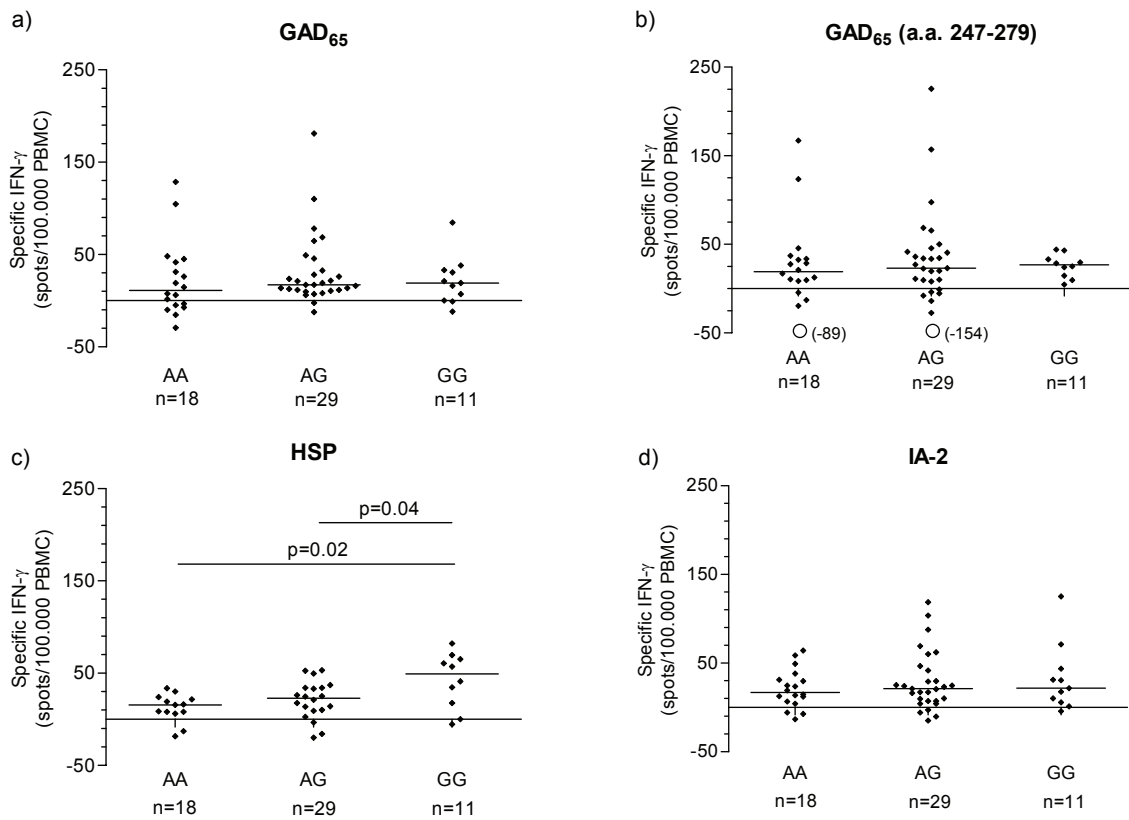 a)
GAD65
Specific IFN-γ
(spots/100.000 PBMC)
250
150
50
-50
AA
AG
GG
n=18
n=29
n=11
b)
GAD65 (a.a. 247-279)
Specific IFN-γ
(spots/100.000 PBMC)
250
150
50
-50
(-89)
(-154)
AA
AG
GG
n=18
n=29
n=11
c)
HSP
Specific IFN-γ
(spots/100.000 PBMC)
250
150
50
-50
p=0.04
p=0.02
AA
AG
GG
n=18
n=29
n=11
d)
IA-2
Specific IFN-γ
(spots/100.000 PBMC)
250
150
50
-50
AA
AG
GG
n=18
n=29
n=11